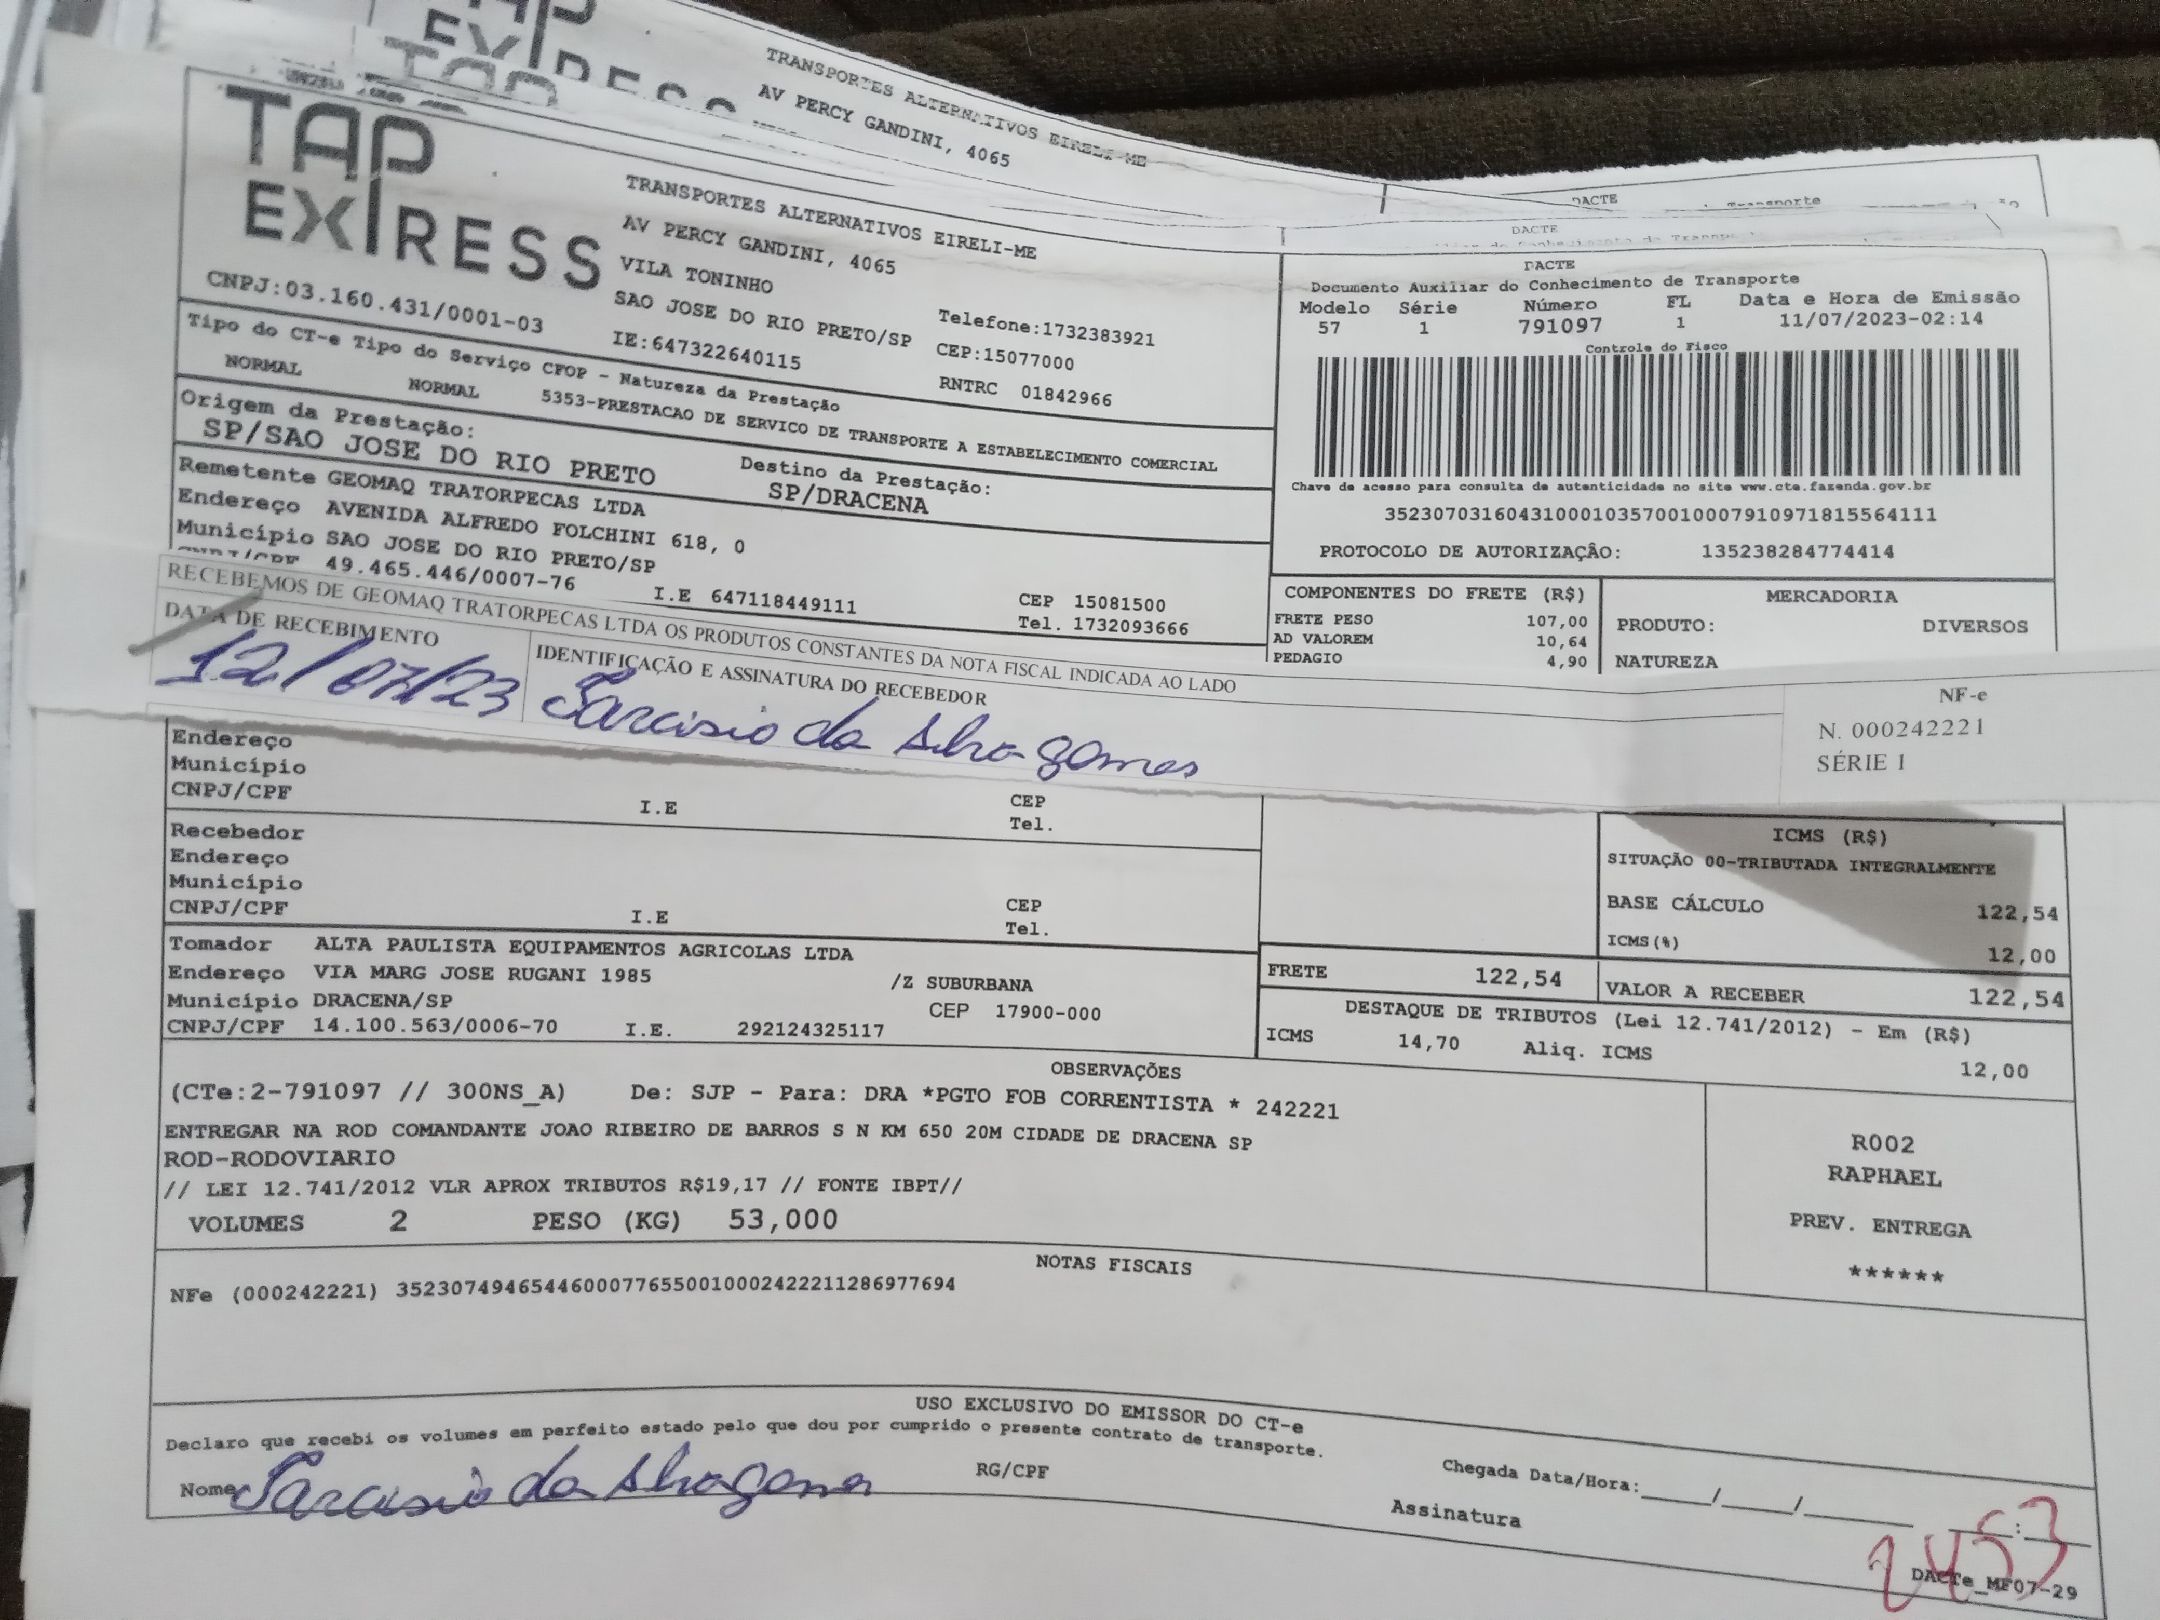 TRANSPORTES ALTERNATIVOS EIRELI-ME
AV PERCY GANDINI, 4065
DACTE
DACTE
TAP
EXPRESS
CNPJ:03.160.431/0001-03
TRANSPORTES ALTERNATIVOS EIRELI-ME
AV PERCY GANDINI, 4065
VILA TONINHO
SAO JOSE DO RIO PRETO/SP
IE:647322640115
Telefone:1732383921
CEP:15077000
RNTRC 01842966
DACTE
Documento Auxiliar do Conhecimento de Transporte
Modelo Série Número FL Data e Hora de Emissão
57 1 791097 1 11/07/2023-02:14
Controle do Fisco
Chave de acesso para consulta de autenticidade no site www.cte.fazenda.gov.br
35230703160431000103570010007910971815564111
PROTOCOLO DE AUTORIZAÇÂO: 135238284774414
Tipo do CT-e Tipo do Serviço CFOP - Natureza da Prestação
NORMAL NORMAL 5353-PRESTACAO DE SERVICO DE TRANSPORTE A ESTABELECIMENTO COMERCIAL
Origem da Prestação: Destino da Prestação:
SP/SAO JOSE DO RIO PRETO SP/DRACENA
Remetente GEOMAQ TRATORPECAS LTDA
Endereço AVENIDA ALFREDO FOLCHINI 618, 0
Município SAO JOSE DO RIO PRETO/SP CEP 15081500
CNPJ/CPF 49.465.446/0007-76 I.E 647118449111 Tel. 1732093666
COMPONENTES DO FRETE (R$)
FRETE PESO 107,00
AD VALOREM 10,64
PEDAGIO 4,90
MERCADORIA
PRODUTO: DIVERSOS
NATUREZA
RECEBEMOS DE GEOMAQ TRATORPECAS LTDA OS PRODUTOS CONSTANTES DA NOTA FISCAL INDICADA AO LADO
DATA DE RECEBIMENTO IDENTIFICAÇÃO E ASSINATURA DO RECEBEDOR
12/07/23 Tarcisio da Silva gomes
NF-e
N. 000242221
SÉRIE 1
Endereço
Município CEP
CNPJ/CPF I.E Tel.
Recebedor
Endereço
Município CEP
CNPJ/CPF I.E Tel.
ICMS (R$)
SITUAÇÃO 00-TRIBUTADA INTEGRALMENTE
BASE CÁLCULO 122,54
ICMS(%) 12,00
Tomador ALTA PAULISTA EQUIPAMENTOS AGRICOLAS LTDA
Endereço VIA MARG JOSE RUGANI 1985 /Z SUBURBANA
Município DRACENA/SP CEP 17900-000
CNPJ/CPF 14.100.563/0006-70 I.E. 292124325117
FRETE 122,54 VALOR A RECEBER 122,54
DESTAQUE DE TRIBUTOS (Lei 12.741/2012) - Em (R$)
ICMS 14,70 Aliq. ICMS 12,00
OBSERVAÇÕES
(CTe:2-791097 // 300NS_A) De: SJP - Para: DRA *PGTO FOB CORRENTISTA * 242221
ENTREGAR NA ROD COMANDANTE JOAO RIBEIRO DE BARROS S N KM 650 20M CIDADE DE DRACENA SP
ROD-RODOVIARIO
// LEI 12.741/2012 VLR APROX TRIBUTOS R$19,17 // FONTE IBPT//
VOLUMES 2 PESO (KG) 53,000
R002
RAPHAEL
PREV. ENTREGA
******
NOTAS FISCAIS
NFe (000242221) 35230749465446000776550010002422211286977694
USO EXCLUSIVO DO EMISSOR DO CT-e
Declaro que recebi os volumes em perfeito estado pelo que dou por cumprido o presente contrato de transporte.
Nome Tarcisio da Silva gomes RG/CPF
Chegada Data/Hora:____/____/______ ____:____
Assinatura
2453
DACTe_MF07-29